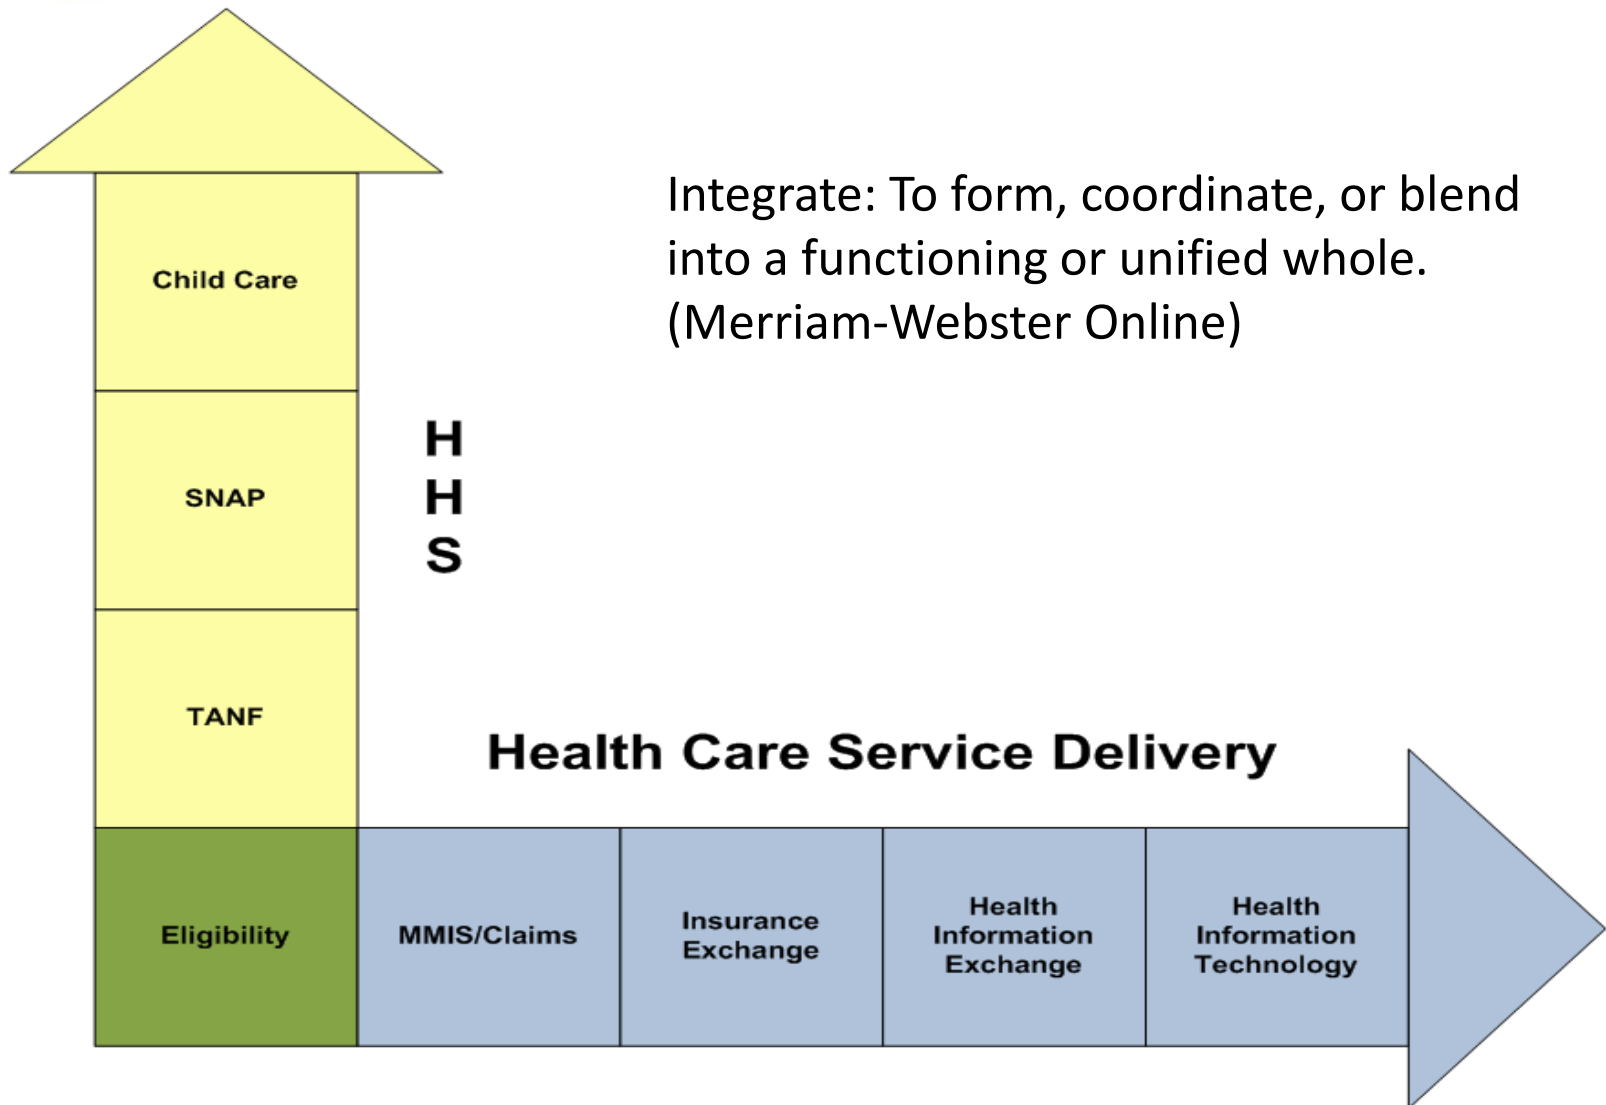 Integrate: To form, coordinate, or blend
into a functioning or unified whole.
(Merriam-Webster Online)
Child Care
SNAP
TANF
H
H
S
Health Care Service Delivery
Eligibility
MMIS/Claims
Insurance
Exchange
Health
Information
Exchange
Health
Information
Technology